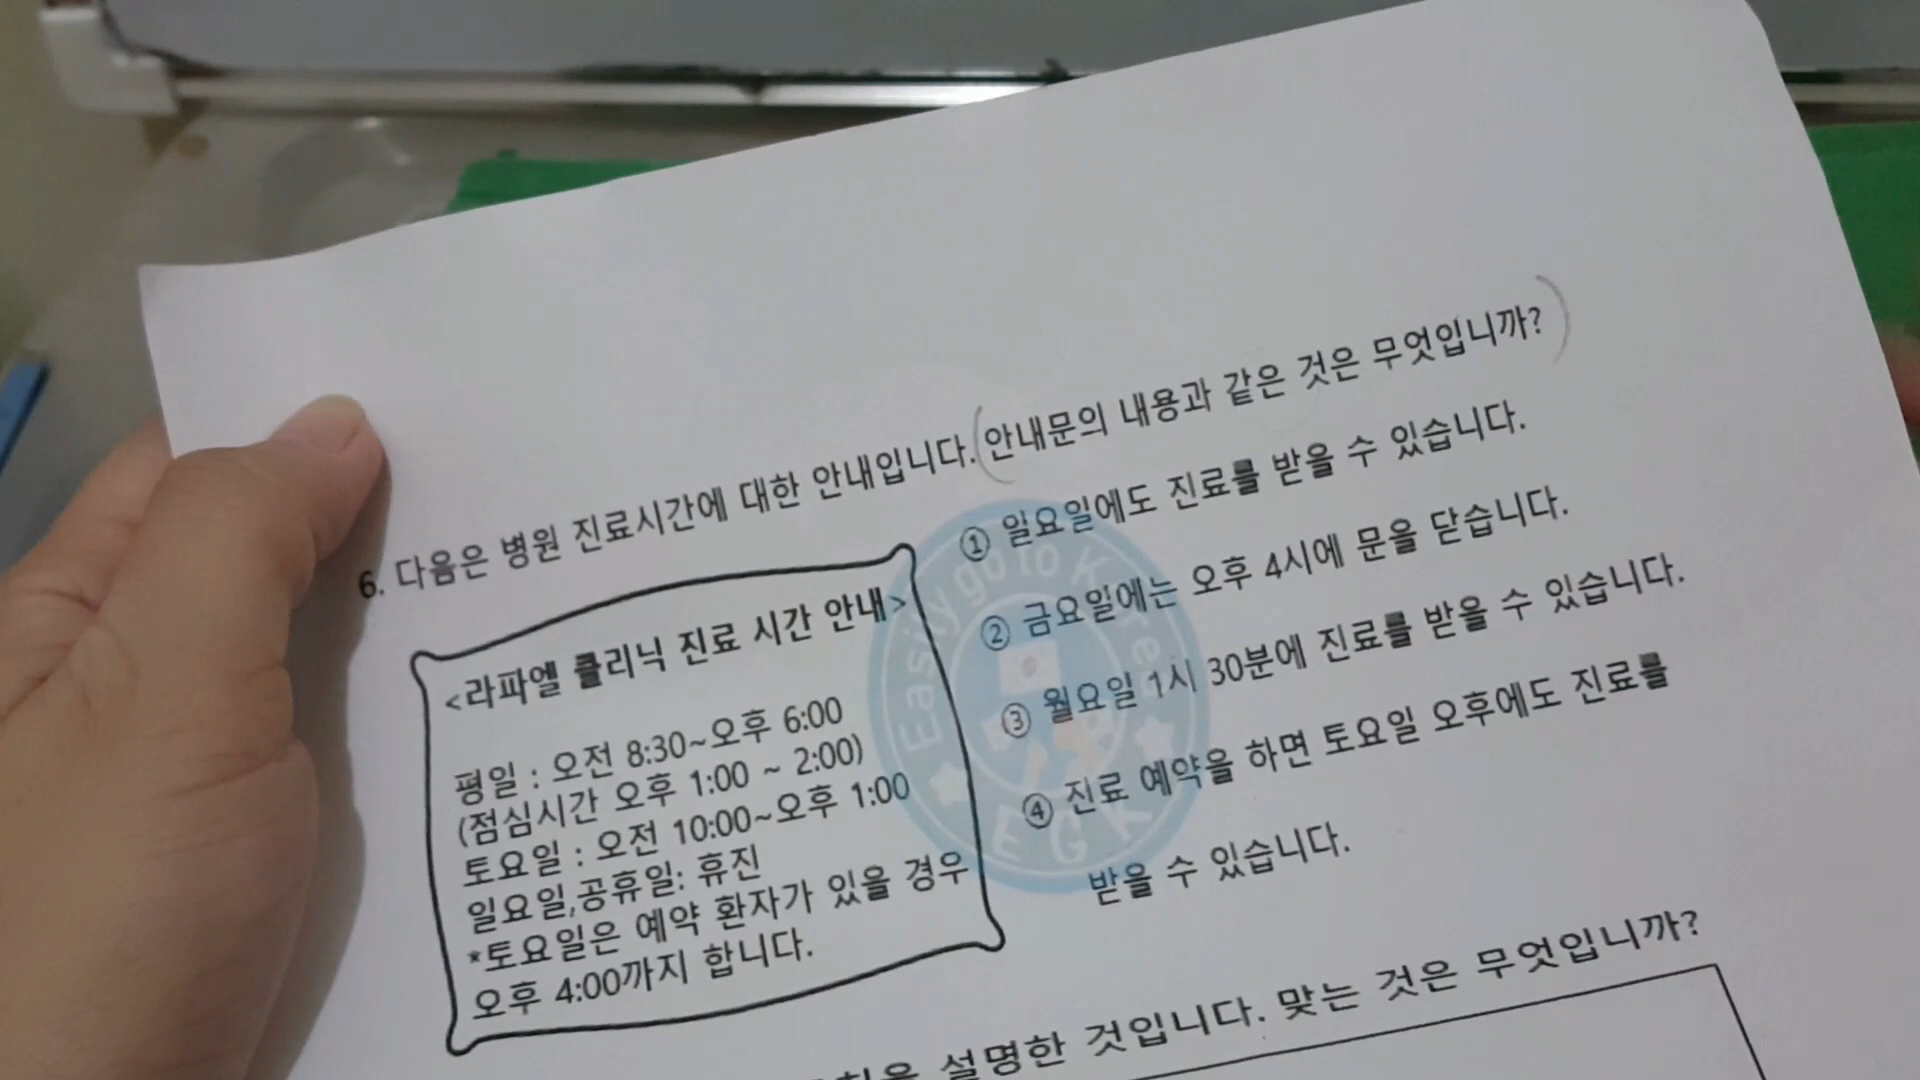 6. 다음은 병원 진료시간에 대한 안내입니다. (안내문의 내용과 같은 것은 무엇입니까?)
<라파엘 클리닉 진료 시간 안내>
평일 : 오전 8:30~오후 6:00
(점심시간 오후 1:00 ~ 2:00)
토요일 : 오전 10:00~오후 1:00
일요일,공휴일: 휴진
*토요일은 예약 환자가 있을 경우
오후 4:00까지 합니다.
① 일요일에도 진료를 받을 수 있습니다.
② 금요일에는 오후 4시에 문을 닫습니다.
③ 월요일 1시 30분에 진료를 받을 수 있습니다.
④ 진료 예약을 하면 토요일 오후에도 진료를
받을 수 있습니다.
Easily go to Korea
EGK
설명한 것입니다. 맞는 것은 무엇입니까?